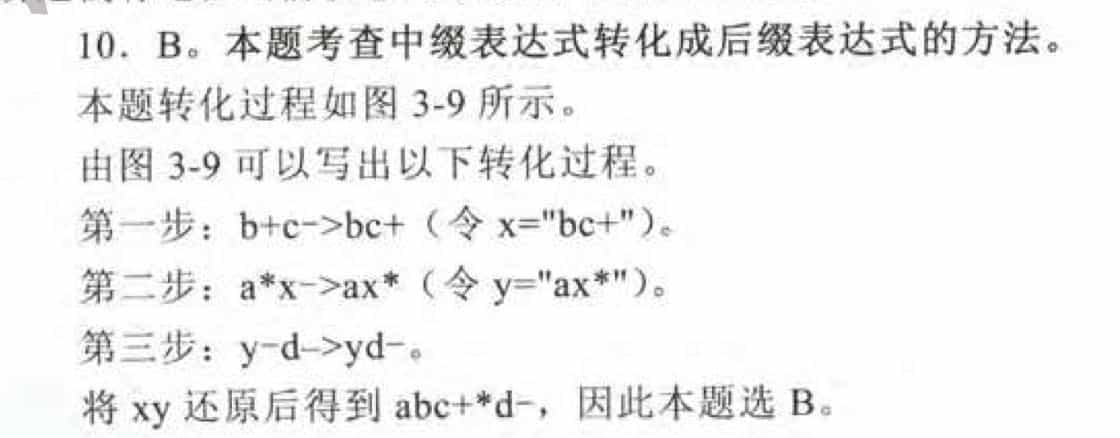 10．B。本题考查中缀表达式转化成后缀表达式的方法。
本题转化过程如图 3-9 所示。
由图 3-9 可以写出以下转化过程。
第一步：b+c->bc+（令 x="bc+"）。
第二步：a*x->ax*（令 y="ax*"）。
第三步：y-d->yd-。
将 xy 还原后得到 abc+*d-，因此本题选 B。